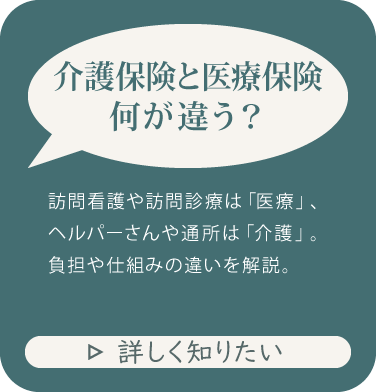 介護保険と医療保険
何が違う？
訪問看護や訪問診療は「医療」、
ヘルパーさんや通所は「介護」。
負担や仕組みの違いを解説。
▷ 詳しく知りたい